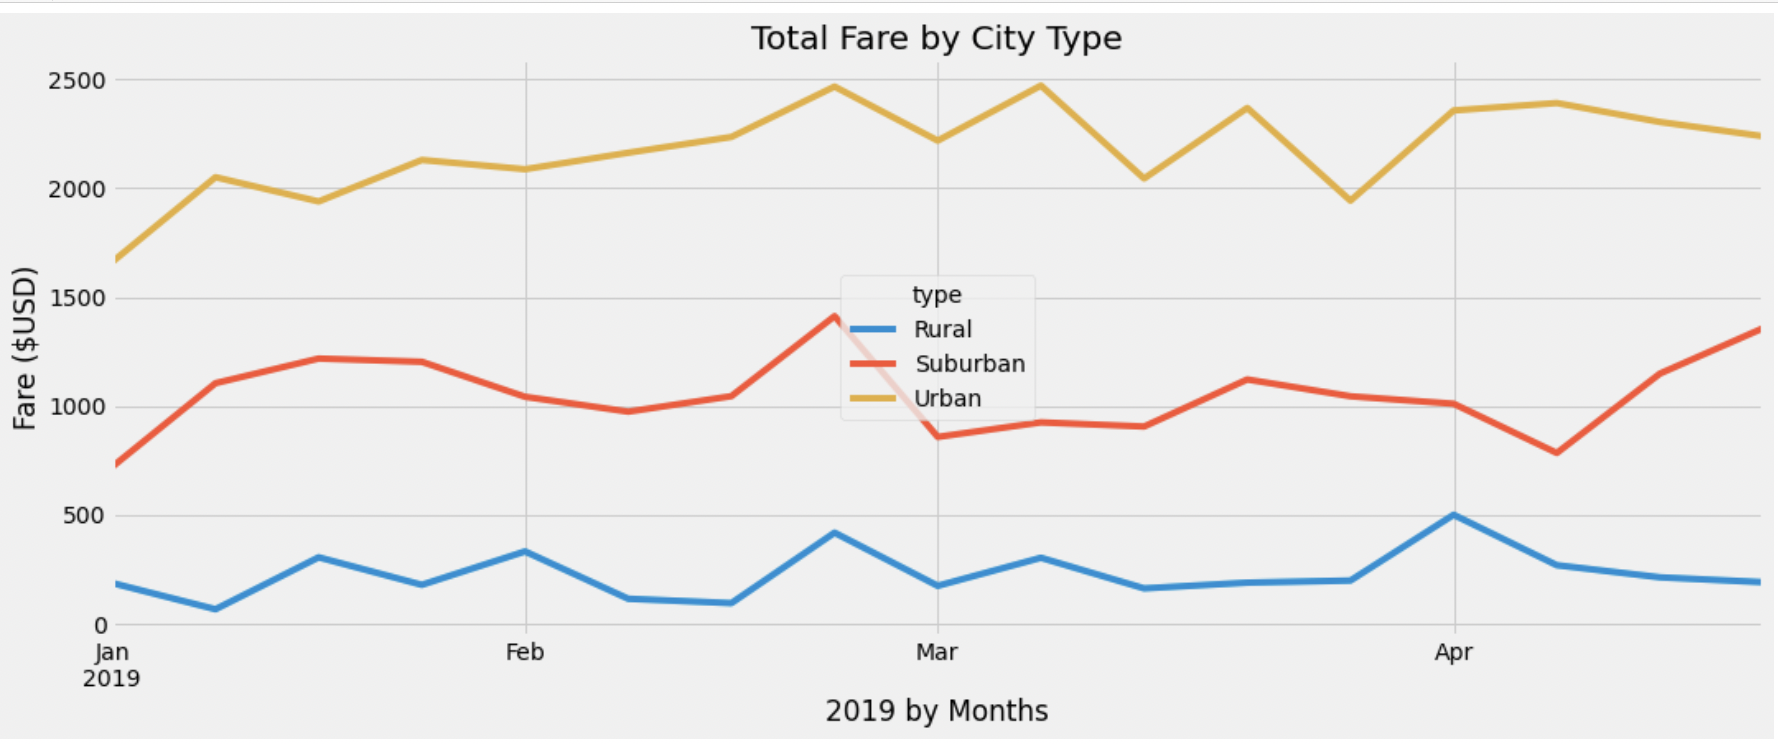 Total Fare by City Type
2500
2000
1500
1000
500
0
Fare ($USD)
type
Rural
Suburban
Urban
Jan Feb Mar Apr
2019
2019 by Months